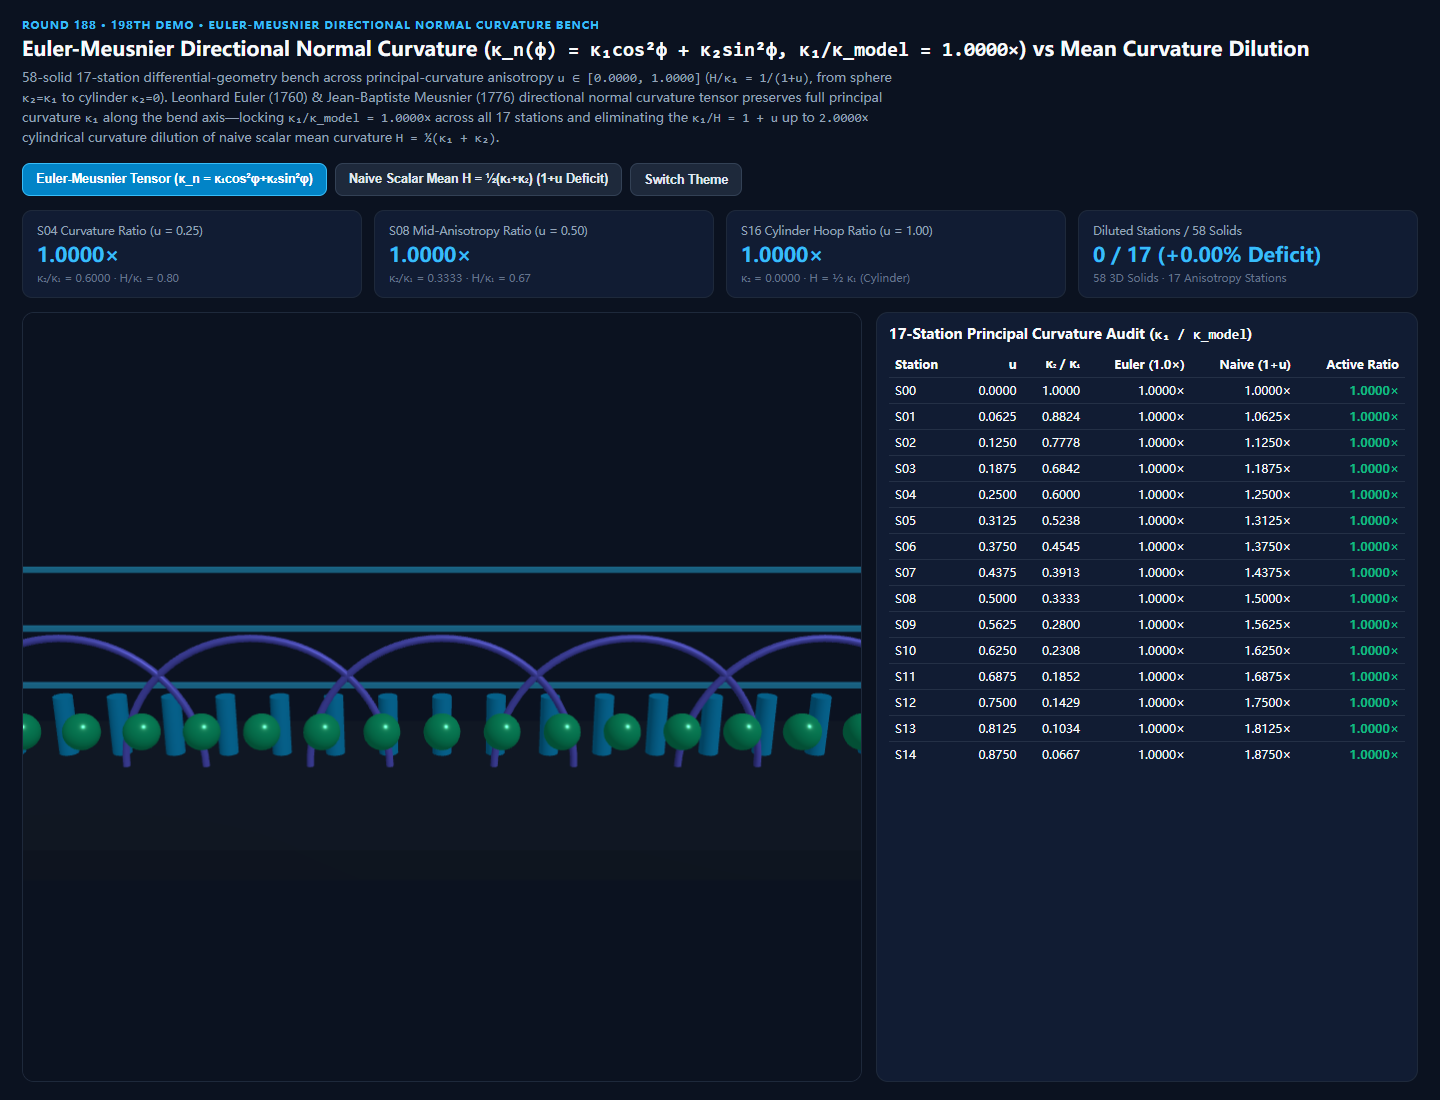 ROUND 188 • 198TH DEMO • EULER-MEUSNIER DIRECTIONAL NORMAL CURVATURE BENCH
Euler-Meusnier Directional Normal Curvature (κ_n(ϕ) = κ₁cos²ϕ + κ₂sin²ϕ, κ₁/κ_model = 1.0000×) vs Mean Curvature Dilution
58-solid 17-station differential-geometry bench across principal-curvature anisotropy u ∈ [0.0000, 1.0000] (H/κ₁ = 1/(1+u), from sphere
κ₂=κ₁ to cylinder κ₂=0). Leonhard Euler (1760) & Jean-Baptiste Meusnier (1776) directional normal curvature tensor preserves full principal
curvature κ₁ along the bend axis—locking κ₁/κ_model = 1.0000× across all 17 stations and eliminating the κ₁/H = 1 + u up to 2.0000×
cylindrical curvature dilution of naive scalar mean curvature H = ½(κ₁ + κ₂).
Euler-Meusnier Tensor (κ_n = κ₁cos²φ+κ₂sin²φ)
Naive Scalar Mean H = ½(κ₁+κ₂) (1+u Deficit)
Switch Theme
S04 Curvature Ratio (u = 0.25)
1.0000×
κ₂/κ₁ = 0.6000 · H/κ₁ = 0.80
S08 Mid-Anisotropy Ratio (u = 0.50)
1.0000×
κ₂/κ₁ = 0.3333 · H/κ₁ = 0.67
S16 Cylinder Hoop Ratio (u = 1.00)
1.0000×
κ₂ = 0.0000 · H = ½ κ₁ (Cylinder)
Diluted Stations / 58 Solids
0 / 17 (+0.00% Deficit)
58 3D Solids · 17 Anisotropy Stations
17-Station Principal Curvature Audit (κ₁ / κ_model)
Station u κ₂ / κ₁ Euler (1.0×) Naive (1+u) Active Ratio
S00 0.0000 1.0000 1.0000× 1.0000× 1.0000×
S01 0.0625 0.8824 1.0000× 1.0625× 1.0000×
S02 0.1250 0.7778 1.0000× 1.1250× 1.0000×
S03 0.1875 0.6842 1.0000× 1.1875× 1.0000×
S04 0.2500 0.6000 1.0000× 1.2500× 1.0000×
S05 0.3125 0.5238 1.0000× 1.3125× 1.0000×
S06 0.3750 0.4545 1.0000× 1.3750× 1.0000×
S07 0.4375 0.3913 1.0000× 1.4375× 1.0000×
S08 0.5000 0.3333 1.0000× 1.5000× 1.0000×
S09 0.5625 0.2800 1.0000× 1.5625× 1.0000×
S10 0.6250 0.2308 1.0000× 1.6250× 1.0000×
S11 0.6875 0.1852 1.0000× 1.6875× 1.0000×
S12 0.7500 0.1429 1.0000× 1.7500× 1.0000×
S13 0.8125 0.1034 1.0000× 1.8125× 1.0000×
S14 0.8750 0.0667 1.0000× 1.8750× 1.0000×